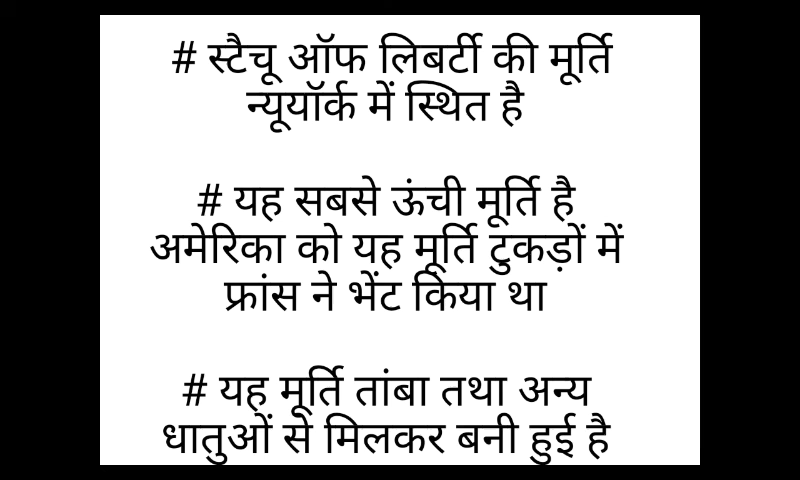 # स्टैचू ऑफ लिबर्टी की मूर्ति
न्यूयॉर्क में स्थित है
# यह सबसे ऊंची मूर्ति है
अमेरिका को यह मूर्ति टुकड़ों में
फ्रांस ने भेंट किया था
# यह मूर्ति तांबा तथा अन्य
धातुओं से मिलकर बनी हुई है